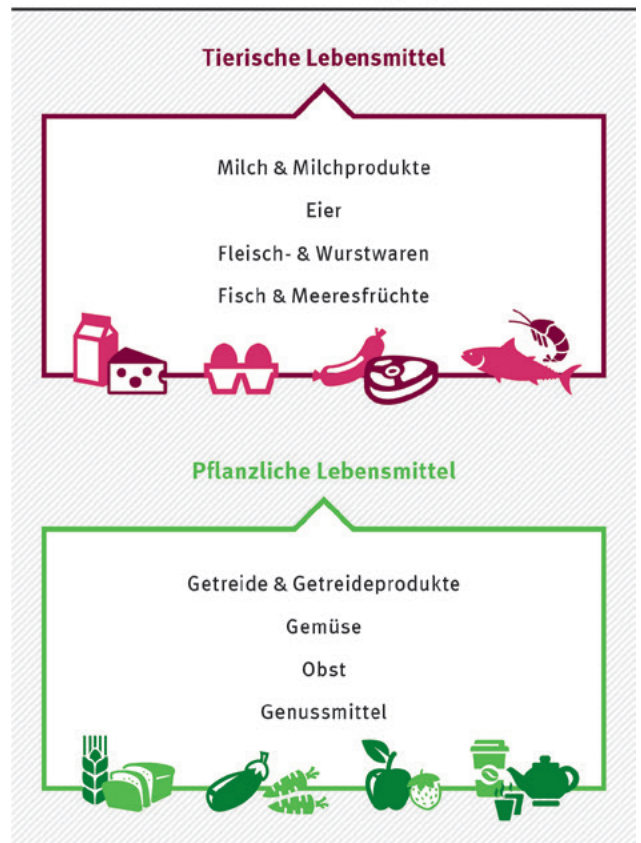 Tierische Lebensmittel
Milch & Milchprodukte
Eier
Fleisch- & Wurstwaren
Fisch & Meeresfrüchte
Pflanzliche Lebensmittel
Getreide & Getreideprodukte
Gemüse
Obst
Genussmittel